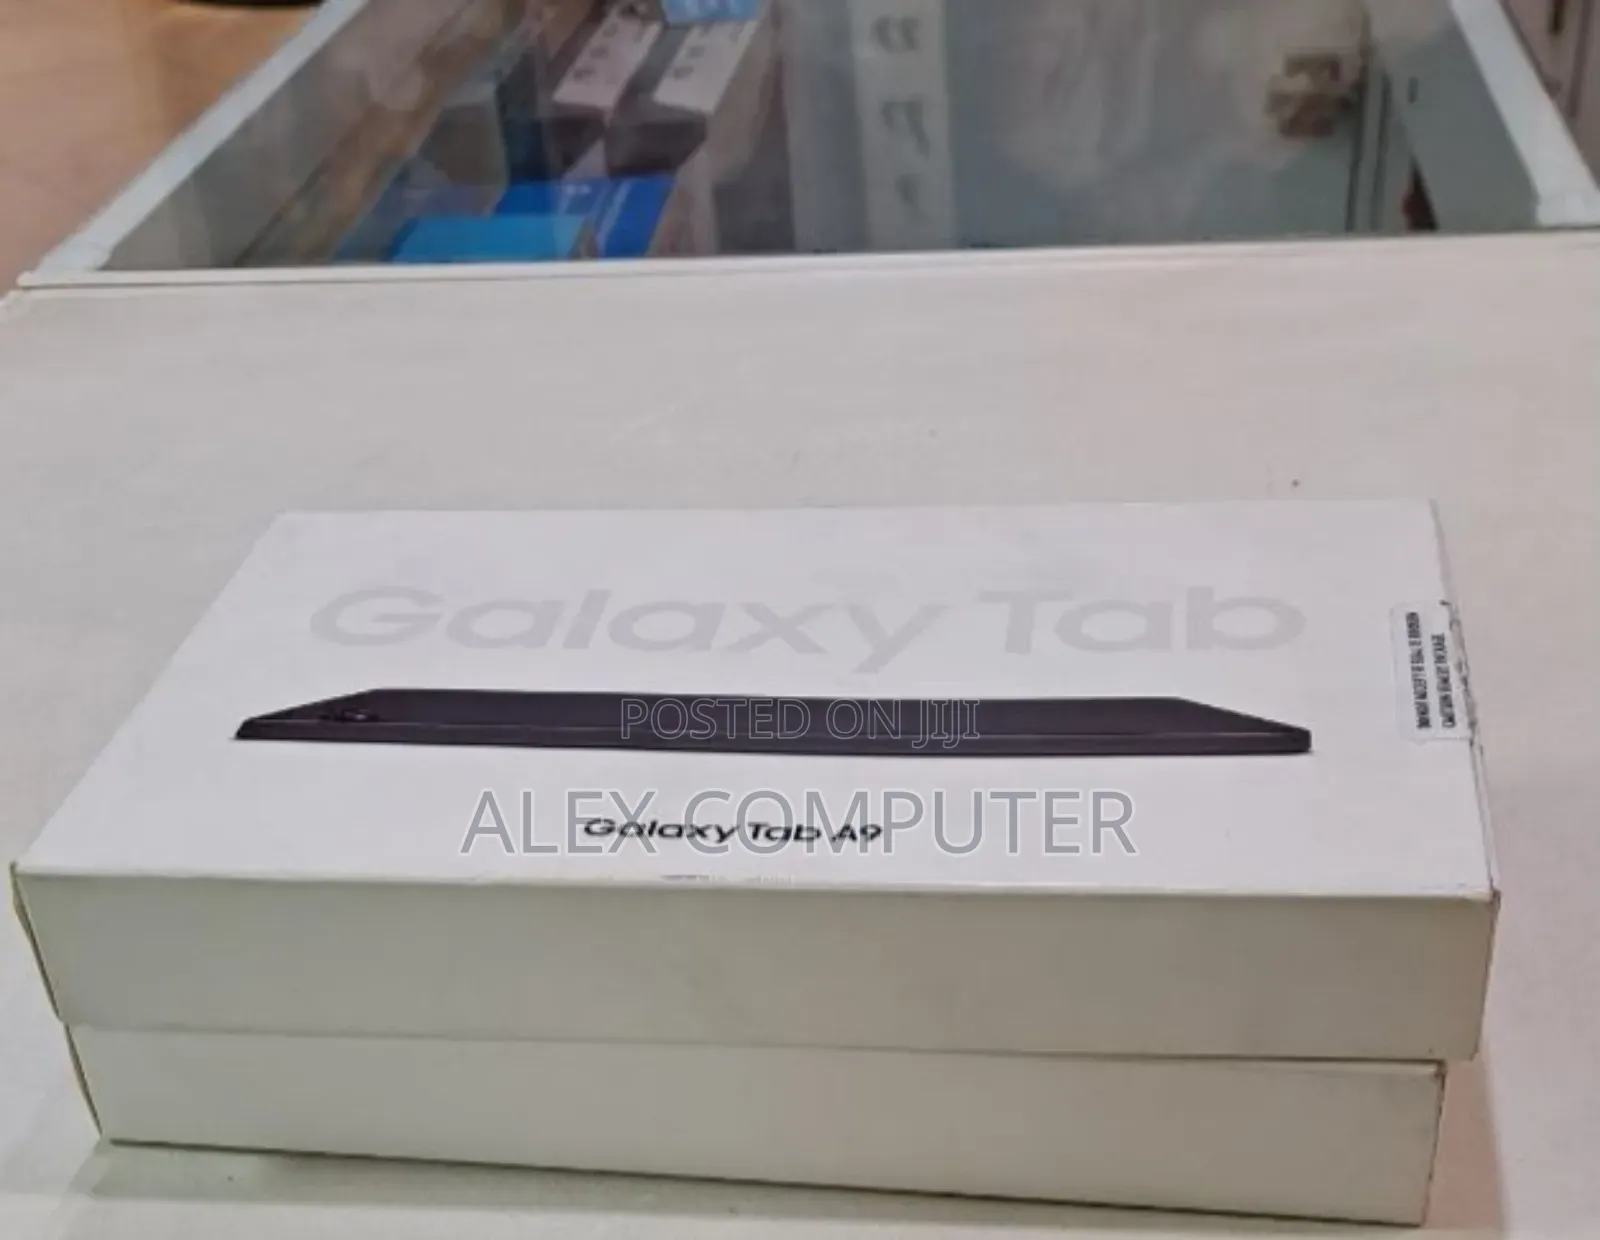 Galaxy Tab
POSTED ON JIJI
ALEX COMPUTER
Galaxy Tab A9